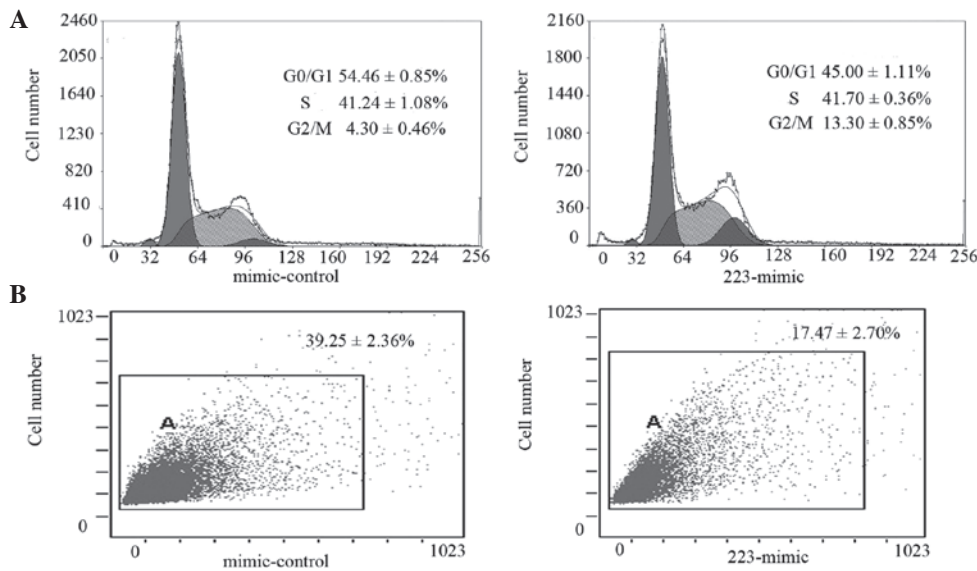 A
Cell number
2460
2050
1640
1230
820
410
0
G0/G1 54.46 ± 0.85%
S 41.24 ± 1.08%
G2/M 4.30 ± 0.46%
0 32 64 96 128 160 192 224 256
mimic-control
Cell number
2160
1800
1440
1080
720
360
0
G0/G1 45.00 ± 1.11%
S 41.70 ± 0.36%
G2/M 13.30 ± 0.85%
0 32 64 96 128 160 192 224 256
223-mimic
B
Cell number
1023
0
39.25 ± 2.36%
A
0 1023
mimic-control
Cell number
1023
0
17.47 ± 2.70%
A
0 1023
223-mimic